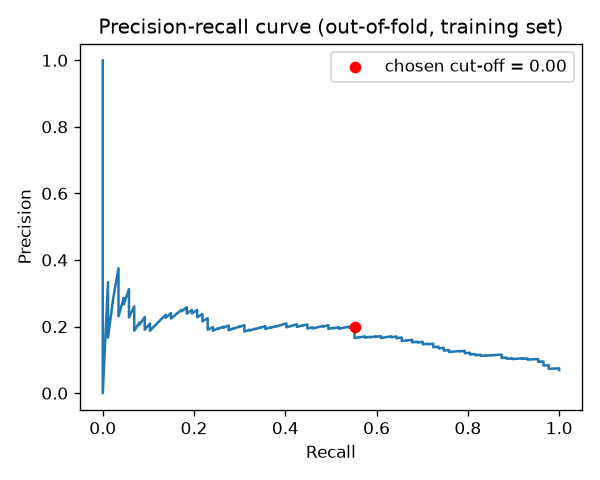 Precision-recall curve (out-of-fold, training set)
chosen cut-off = 0.00
1.0
0.8
0.6
0.4
0.2
0.0
Precision
0.0 0.2 0.4 0.6 0.8 1.0
Recall